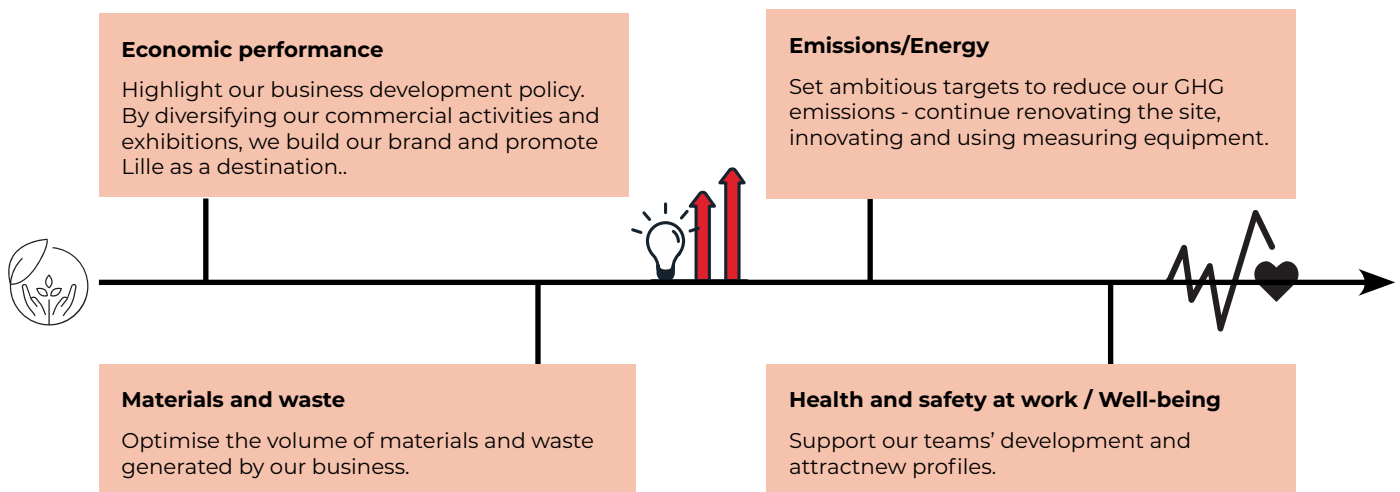 Economic performance
Highlight our business development policy.
By diversifying our commercial activities and
exhibitions, we build our brand and promote
Lille as a destination..
Emissions/Energy
Set ambitious targets to reduce our GHG
emissions - continue renovating the site,
innovating and using measuring equipment.
Materials and waste
Optimise the volume of materials and waste
generated by our business.
Health and safety at work / Well-being
Support our teams’ development and
attractnew profiles.